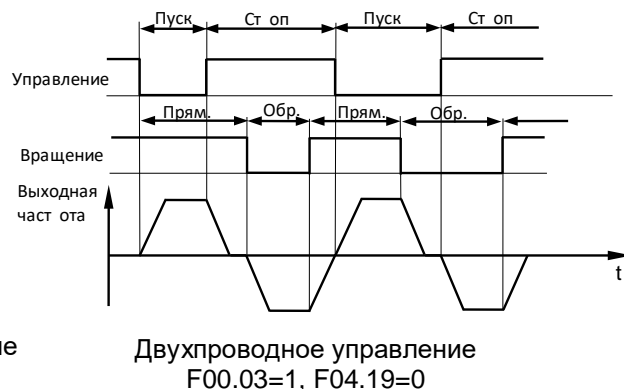 Пуск Ст оп Пуск Ст оп
Управление
Прям. Обр. Прям. Обр.
Вращение
Выходная
част ота
t
ие
Двухпроводное управление
F00.03=1, F04.19=0